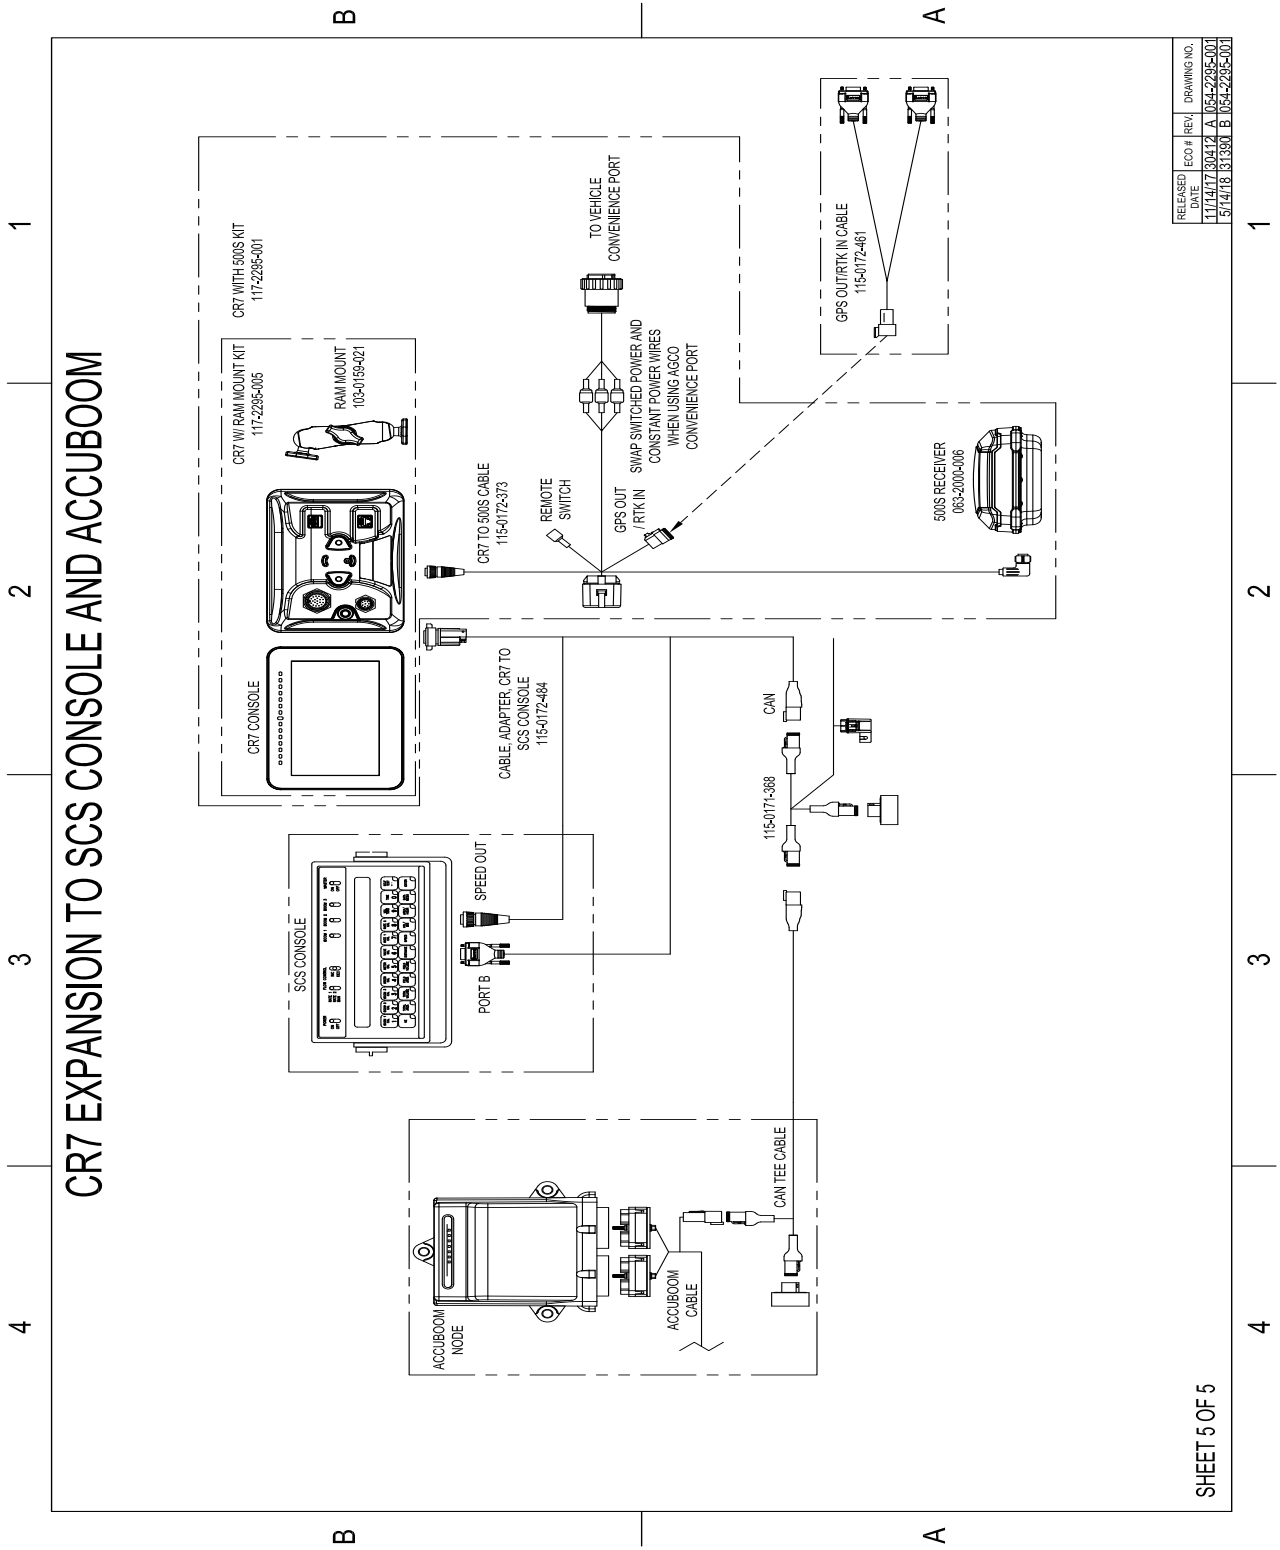 CR7 EXPANSION TO SCS CONSOLE AND ACCUBOOM
4
3
2
1
B
A
CR7 WITH 500S KIT
117-2295-001
CR7 W/ RAM MOUNT KIT
117-2295-005
RAM MOUNT
103-0159-021
CR7 CONSOLE
SCS CONSOLE
ACCUBOOM
NODE
SPEED OUT
PORT B
CABLE, ADAPTER, CR7 TO
SCS CONSOLE
115-0172-484
CR7 TO 500S CABLE
115-0172-373
REMOTE
SWITCH
GPS OUT
/ RTK IN
TO VEHICLE
CONVENIENCE PORT
SWAP SWITCHED POWER AND
CONSTANT POWER WIRES
WHEN USING AGCO
CONVENIENCE PORT
ACCUBOOM
CABLE
CAN TEE CABLE
115-0171-368
CAN
GPS OUT/RTK IN CABLE
115-0172-461
500S RECEIVER
063-2000-006
SHEET 5 OF 5
RELEASED
DATE
ECO #
REV.
DRAWING NO.
11/14/17 30412 A 054-2295-001
5/14/18 31390 B 054-2295-001
4
3
2
1
B
A